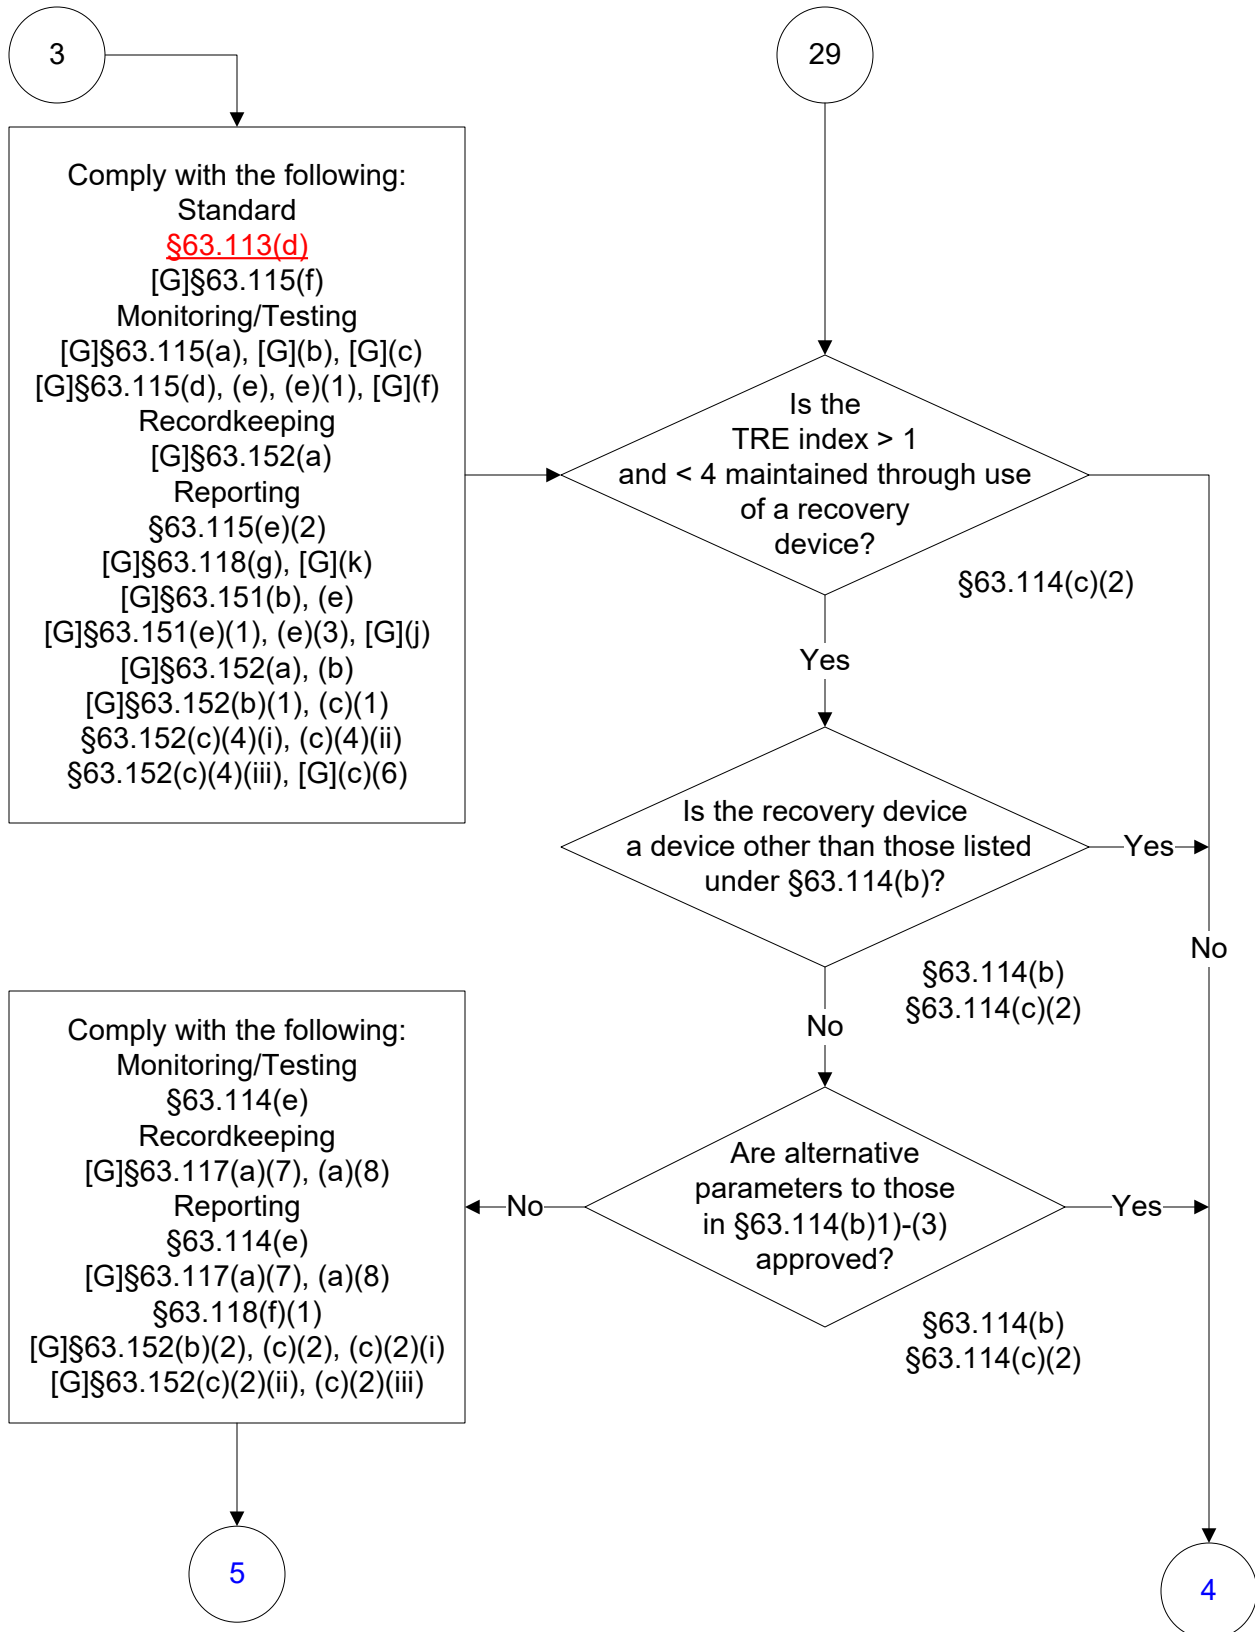 3
29
Comply with the following:
Standard
§63.113(d)
[G]§63.115(f)
Monitoring/Testing
[G]§63.115(a), [G](b), [G](c)
[G]§63.115(d), (e), (e)(1), [G](f)
Recordkeeping
[G]§63.152(a)
Reporting
§63.115(e)(2)
[G]§63.118(g), [G](k)
[G]§63.151(b), (e)
[G]§63.151(e)(1), (e)(3), [G](j)
[G]§63.152(a), (b)
[G]§63.152(b)(1), (c)(1)
§63.152(c)(4)(i), (c)(4)(ii)
§63.152(c)(4)(iii), [G](c)(6)
Is the
TRE index > 1
and < 4 maintained through use
of a recovery
device?
§63.114(c)(2)
Yes
Is the recovery device
a device other than those listed
under §63.114(b)?
Yes
No
§63.114(b)
§63.114(c)(2)
No
Are alternative
parameters to those
in §63.114(b)1)-(3)
approved?
Yes
No
§63.114(b)
§63.114(c)(2)
Comply with the following:
Monitoring/Testing
§63.114(e)
Recordkeeping
[G]§63.117(a)(7), (a)(8)
Reporting
§63.114(e)
[G]§63.117(a)(7), (a)(8)
§63.118(f)(1)
[G]§63.152(b)(2), (c)(2), (c)(2)(i)
[G]§63.152(c)(2)(ii), (c)(2)(iii)
5
4